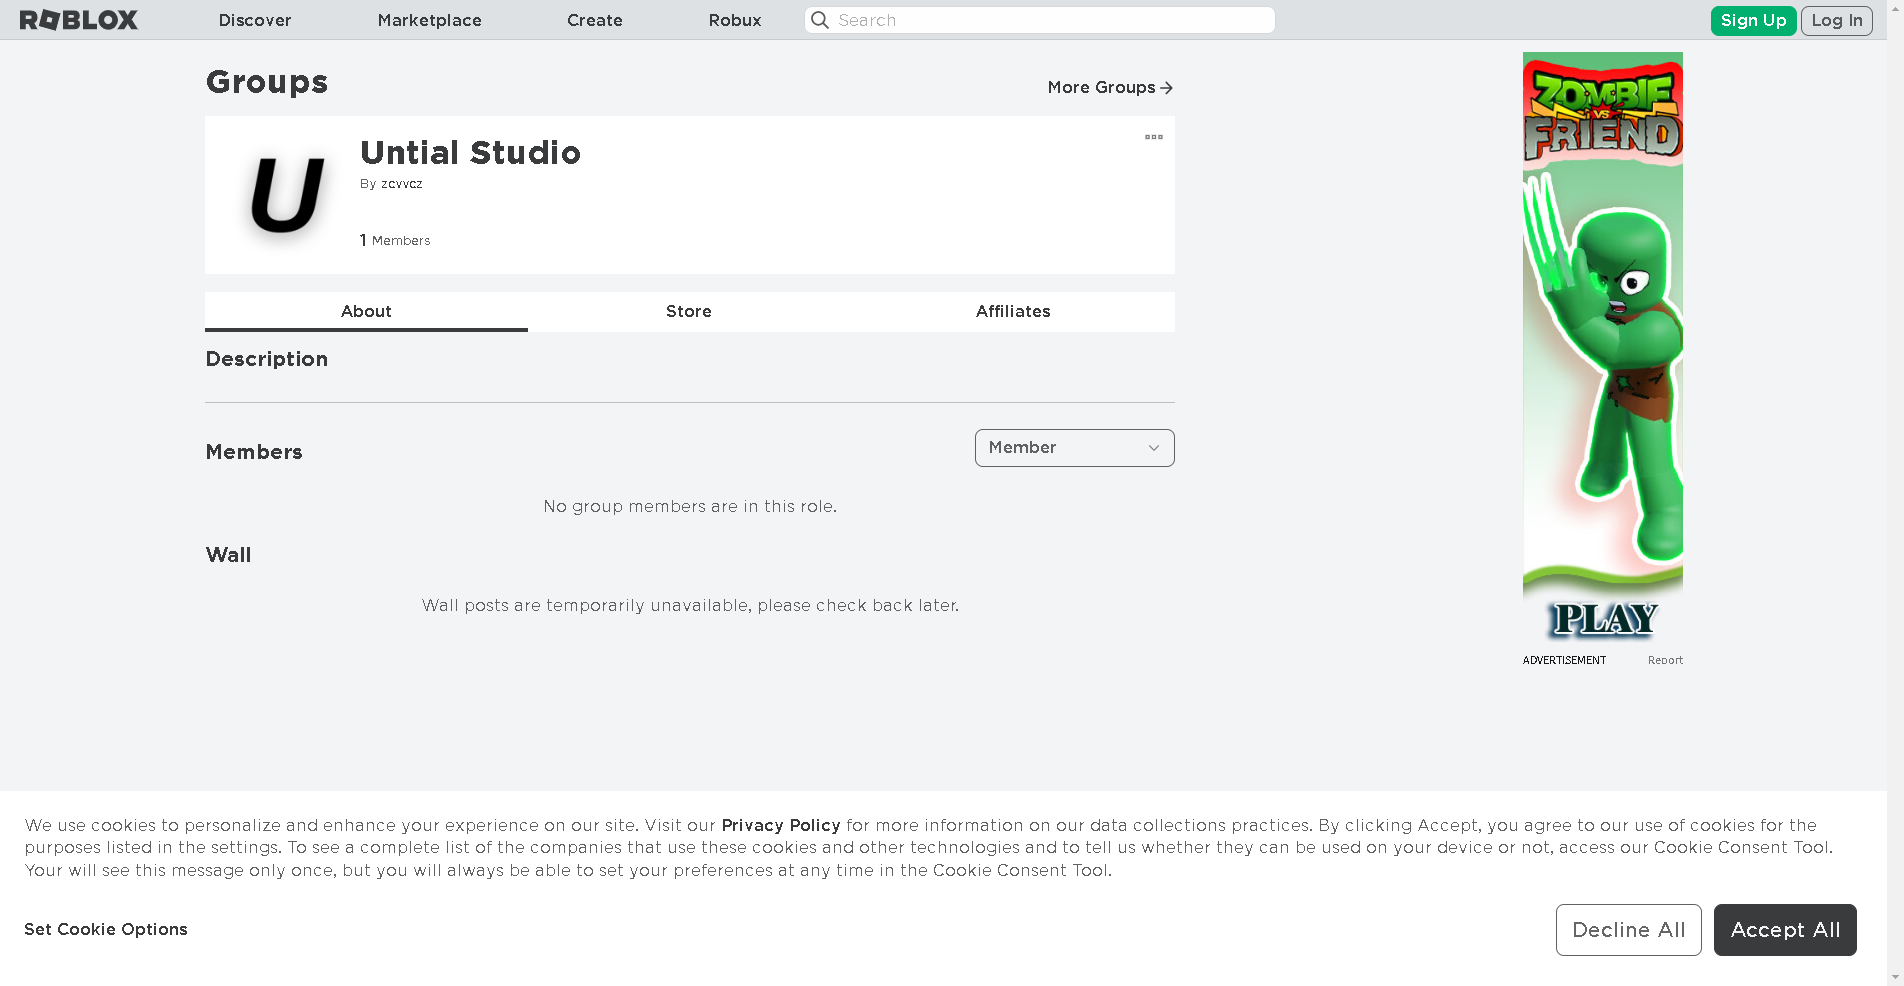 ROBLOX Discover Marketplace Create Robux Search Sign Up Log In
Groups
More Groups
U
Untial Studio
By zcvvcz
1 Members
About Store Affiliates
Description
Members
Member
No group members are in this role.
Wall
Wall posts are temporarily unavailable, please check back later.
ZOMBIE
VS
FRIEND
PLAY
ADVERTISEMENT Report
We use cookies to personalize and enhance your experience on our site. Visit our Privacy Policy for more information on our data collections practices. By clicking Accept, you agree to our use of cookies for the
purposes listed in the settings. To see a complete list of the companies that use these cookies and other technologies and to tell us whether they can be used on your device or not, access our Cookie Consent Tool.
Your will see this message only once, but you will always be able to set your preferences at any time in the Cookie Consent Tool.
Set Cookie Options
Decline All
Accept All